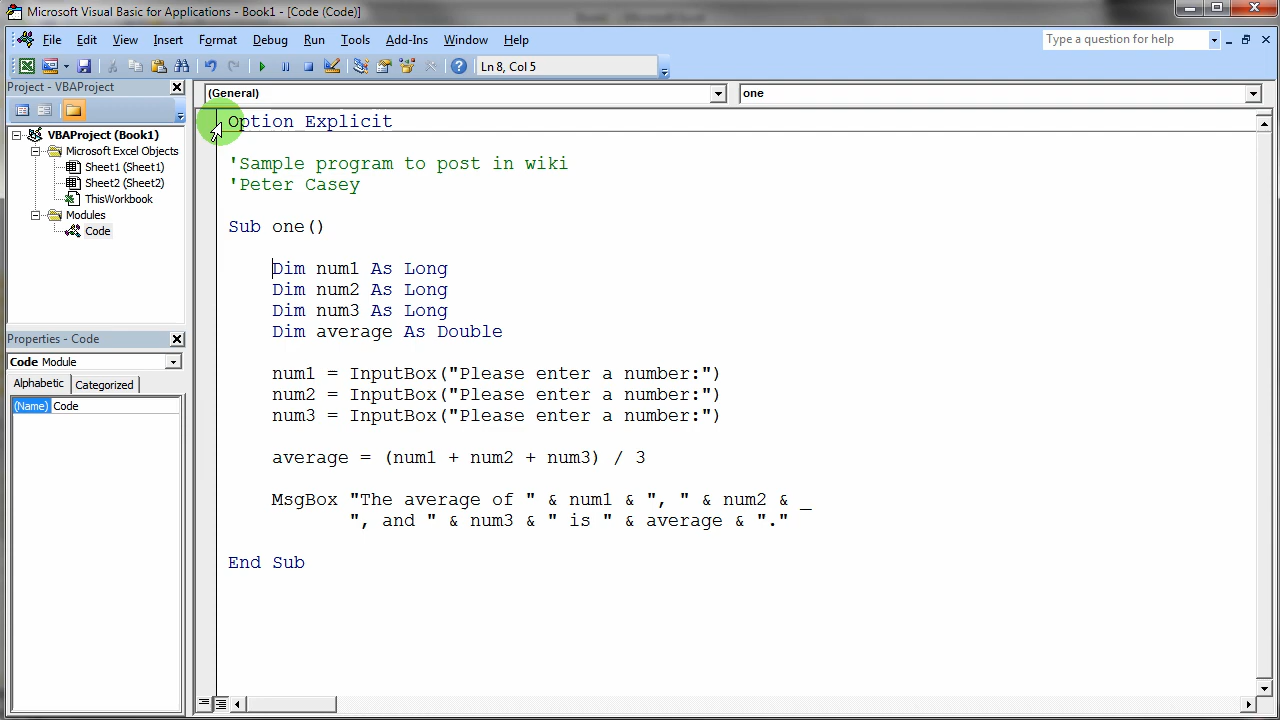 Microsoft Visual Basic for Applications - Book1 - [Code (Code)]
File Edit View Insert Format Debug Run Tools Add-Ins Window Help
Type a question for help
Ln 8, Col 5
Project - VBAProject
VBAProject (Book1)
Microsoft Excel Objects
Sheet1 (Sheet1)
Sheet2 (Sheet2)
ThisWorkbook
Modules
Code
Properties - Code
Code Module
Alphabetic Categorized
(Name) Code
(General) one
Option Explicit
'Sample program to post in wiki
'Peter Casey
Sub one()
Dim num1 As Long
Dim num2 As Long
Dim num3 As Long
Dim average As Double
num1 = InputBox("Please enter a number:")
num2 = InputBox("Please enter a number:")
num3 = InputBox("Please enter a number:")
average = (num1 + num2 + num3) / 3
MsgBox "The average of " & num1 & ", " & num2 & _
", and " & num3 & " is " & average & "."
End Sub